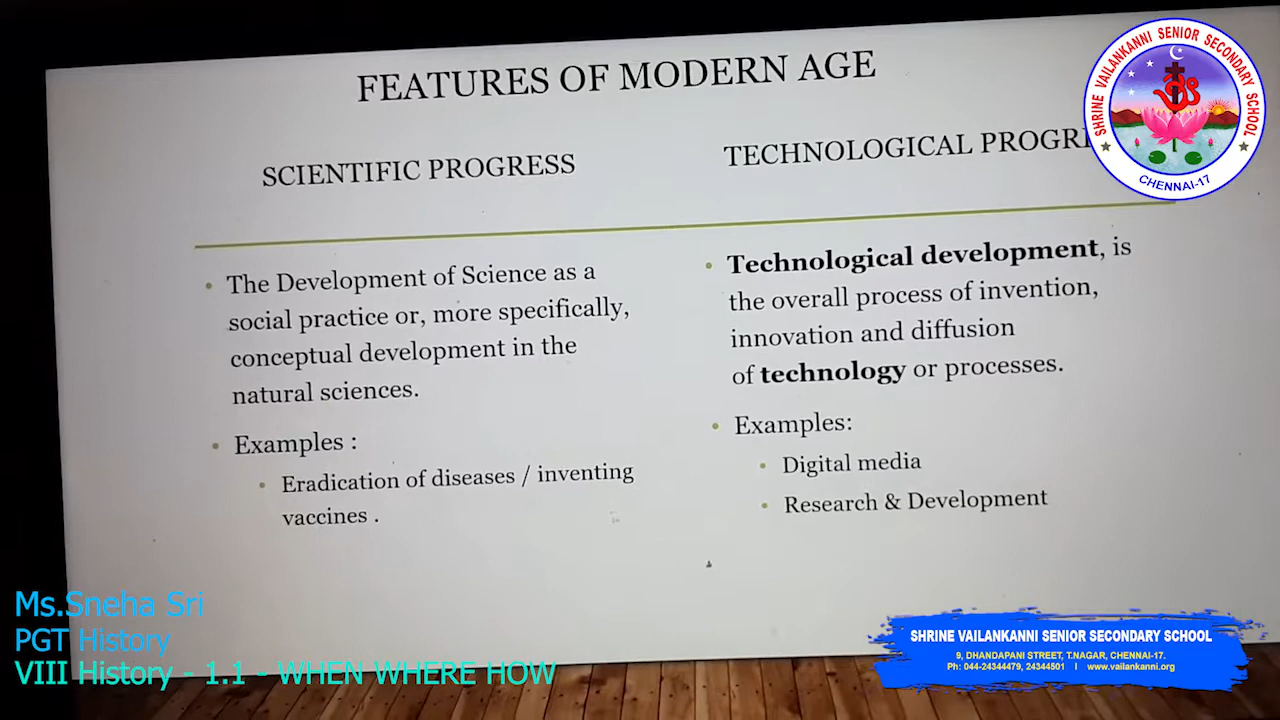 FEATURES OF MODERN AGE
SCIENTIFIC PROGRESS
The Development of Science as a
social practice or, more specifically,
conceptual development in the
natural sciences.
Examples :
Eradication of diseases / inventing
vaccines .
TECHNOLOGICAL
Technological development, is
the overall process of invention,
innovation and diffusion
of technology or processes.
Examples:
Digital media
Research & Development
SHRINE VAILANKANNI SENIOR SECONDARY SCHOOL
CHENNAI-17
Ms.Sneha Sri
PGT History
VIII History - 1.1 - WHEN WHERE HOW
SHRINE VAILANKANNI SENIOR SECONDARY SCHOOL
9, DHANDAPANI STREET, T.NAGAR, CHENNAI-17.
Ph: 044-24344479, 24344501 I www.vailankanni.org